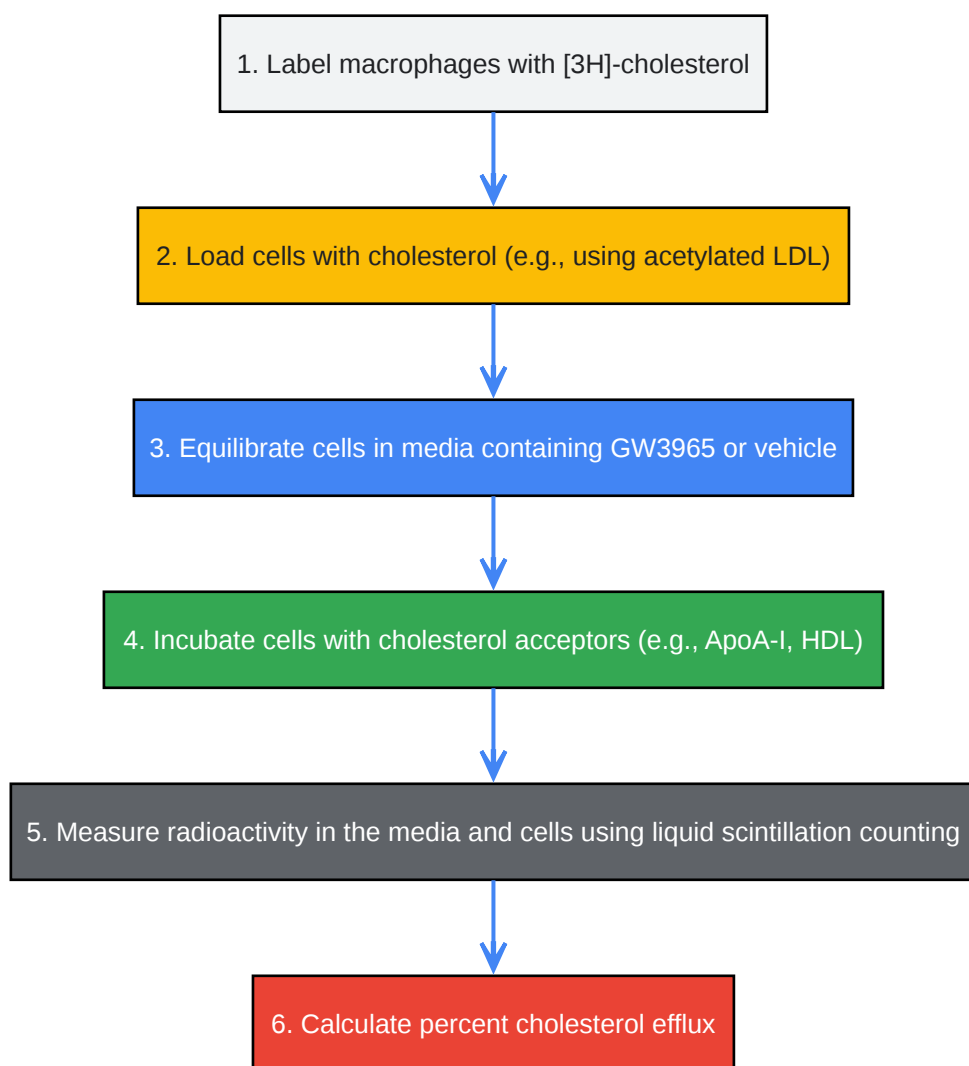 1. Label macrophages with [3H]-cholesterol
2. Load cells with cholesterol (e.g., using acetylated LDL)
3. Equilibrate cells in media containing GW3965 or vehicle
4. Incubate cells with cholesterol acceptors (e.g., ApoA-I, HDL)
5. Measure radioactivity in the media and cells using liquid scintillation counting
6. Calculate percent cholesterol efflux